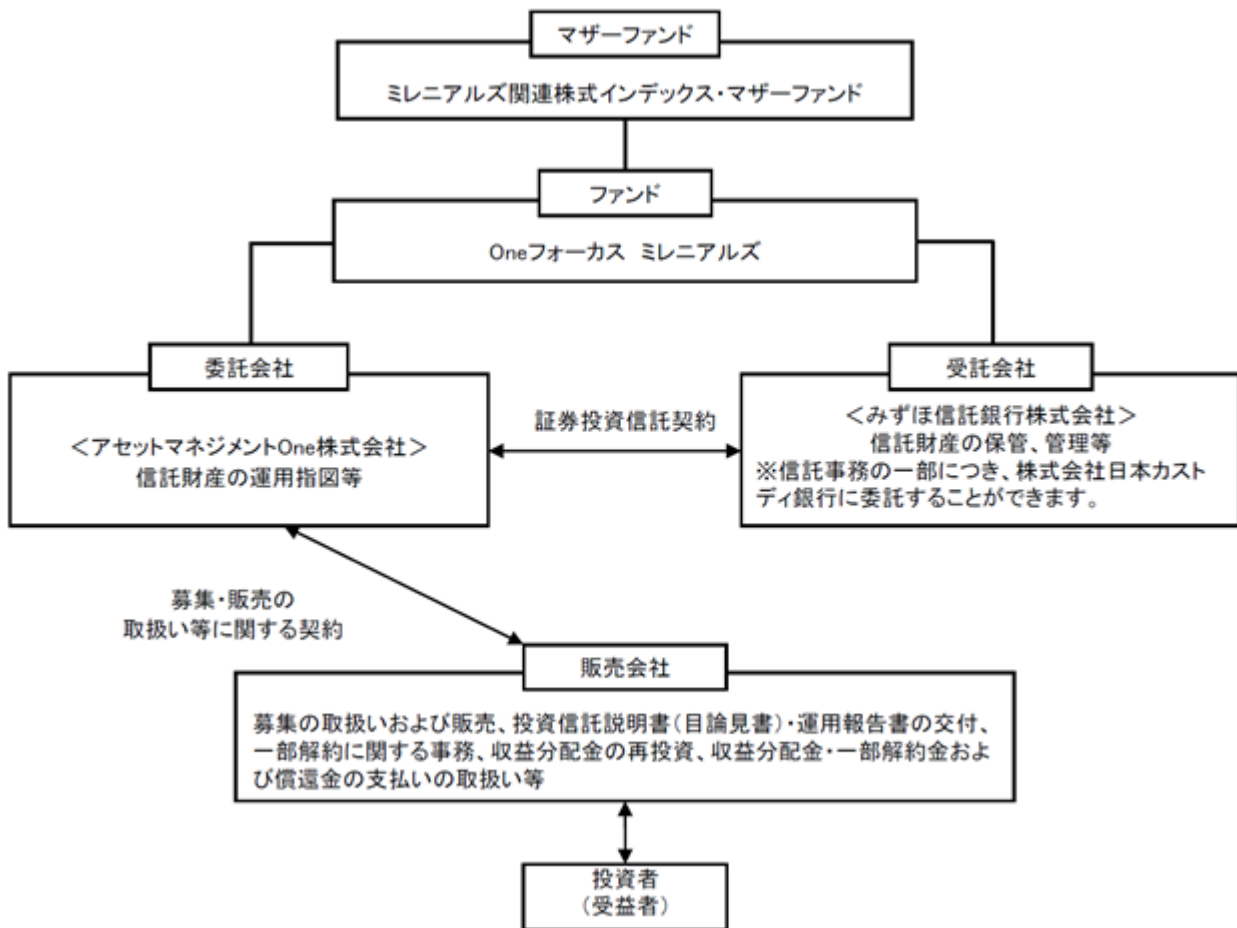 マザーファンド
ミレニアルズ関連株式インデックス・マザーファンド
ファンド
Oneフォーカス ミレニアルズ
委託会社
<アセットマネジメントOne株式会社>
信託財産の運用指図等
証券投資信託契約
受託会社
<みずほ信託銀行株式会社>
信託財産の保管、管理等
※信託事務の一部につき、株式会社日本カスト
ディ銀行に委託することができます。
募集・販売の
取扱い等に関する契約
販売会社
募集の取扱いおよび販売、投資信託説明書(目論見書)・運用報告書の交付、
一部解約に関する事務、収益分配金の再投資、収益分配金・一部解約金およ
び償還金の支払いの取扱い等
投資者
(受益者)